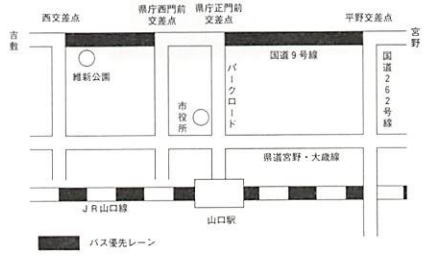 西交差点
県庁西門前
交差点
県庁正門前
交差点
平野交差点
吉敷
宮野
国道9号線
維新公園
市役所
パークロード
国道262号線
県道宮野・大歳線
JR山口線
山口駅
バス優先レーン